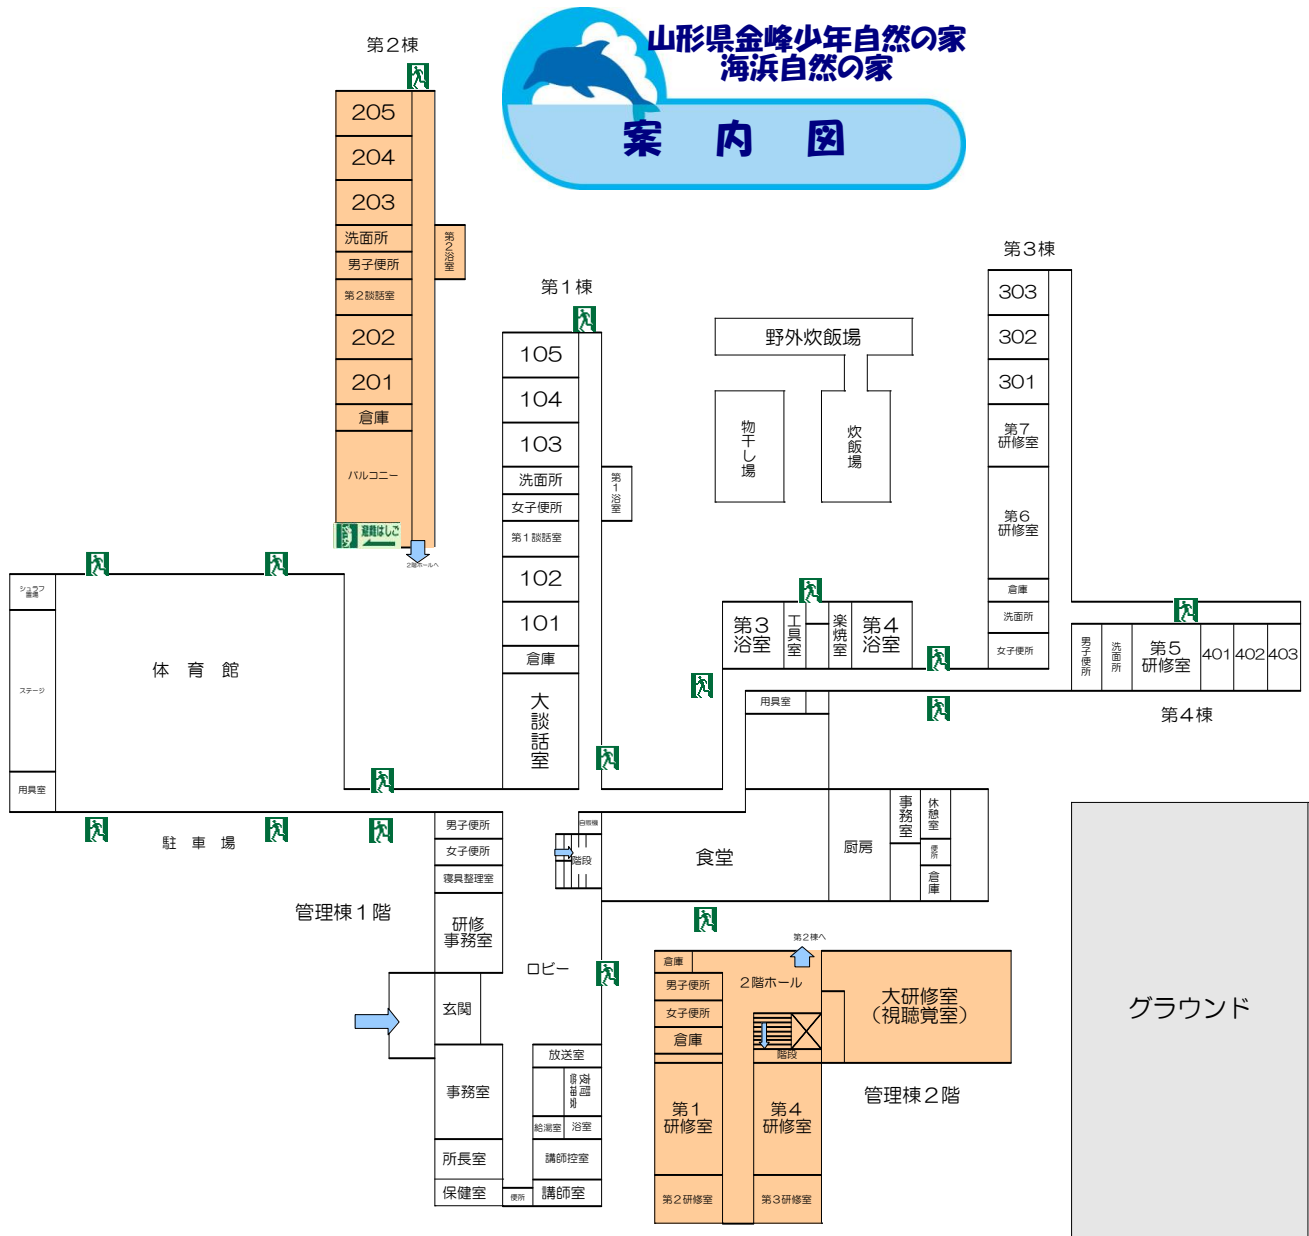 山形県金峰少年自然の家
海浜自然の家
案　内　図
第2棟
205
204
203
洗面所
男子便所
第2談話室
202
201
倉庫
バルコニー
避難はしご
2階ホールへ
第2浴室
第1棟
105
104
103
洗面所
女子便所
第1談話室
102
101
倉庫
大談話室
第1浴室
野外炊飯場
物干し場
炊飯場
第3棟
303
302
301
第7
研修室
第6
研修室
倉庫
洗面所
女子便所
ステージ
用具室
体　育　館
駐　車　場
第3
浴室
工具室
楽焼室
第4
浴室
男子便所
洗面所
第5
研修室
401
402
403
第4棟
用具室
食堂
厨房
事務室
休憩室
便所
倉庫
自販機
階段
男子便所
女子便所
寝具整理室
研修
事務室
管理棟1階
ロビー
玄関
事務室
所長室
保健室
便所
放送室
給湯室
浴室
講師控室
講師室
第2棟へ
倉庫
男子便所
女子便所
倉庫
2階ホール
階段
大研修室
（視聴覚室）
第1
研修室
第4
研修室
第2研修室
第3研修室
管理棟2階
グラウンド